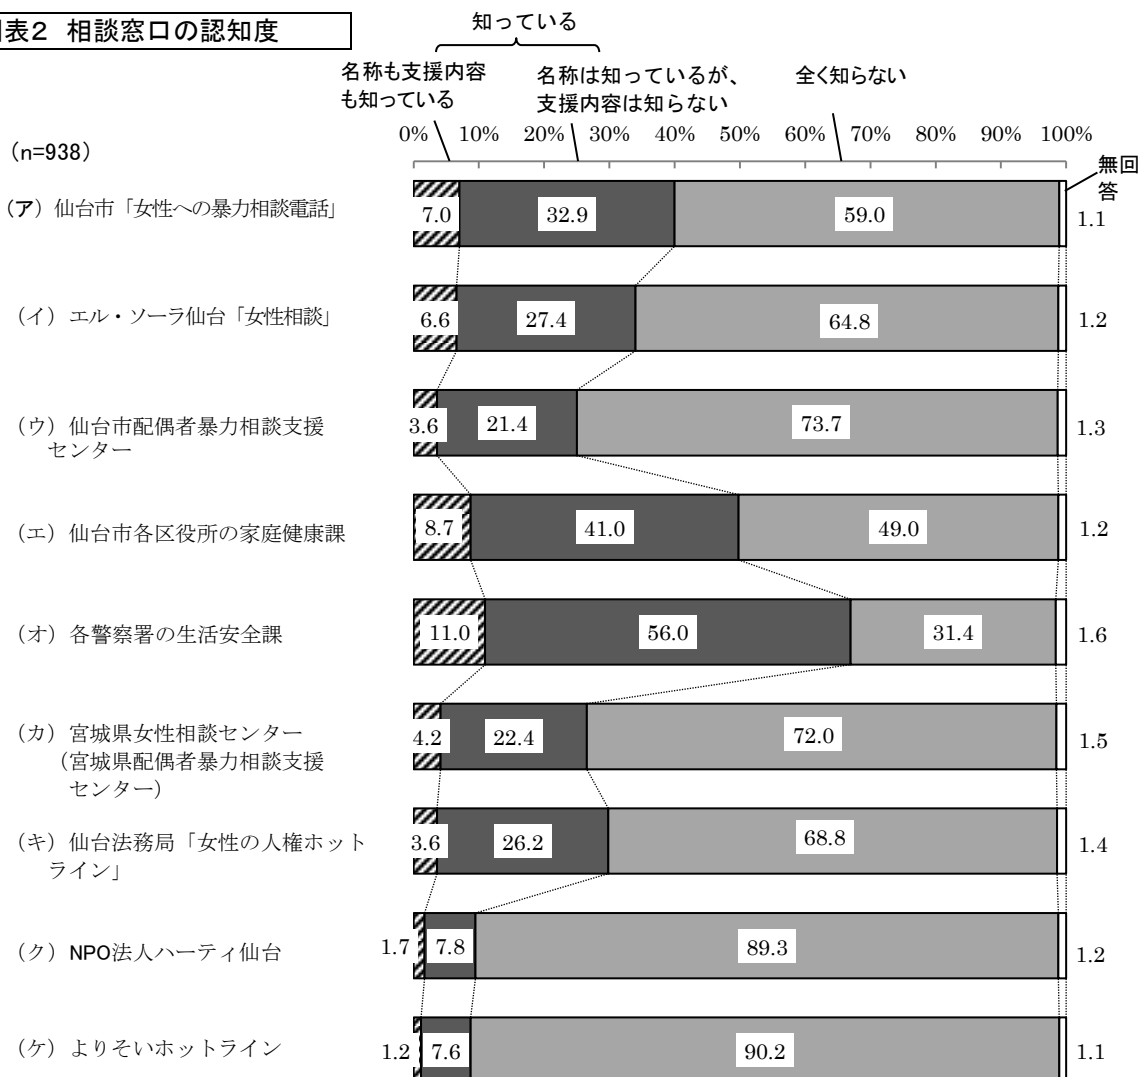 表2 相談窓口の認知度
知っている
名称も支援内容
も知っている
名称は知っているが、
支援内容は知らない
全く知らない
(n=938)
0% 10% 20% 30% 40% 50% 60% 70% 80% 90% 100%
無回
答
(ア) 仙台市「女性への暴力相談電話」 7.0 32.9 59.0 1.1
(イ) エル・ソーラ仙台「女性相談」 6.6 27.4 64.8 1.2
(ウ) 仙台市配偶者暴力相談支援
センター
3.6 21.4 73.7 1.3
(エ) 仙台市各区役所の家庭健康課 8.7 41.0 49.0 1.2
(オ) 各警察署の生活安全課 11.0 56.0 31.4 1.6
(カ) 宮城県女性相談センター
(宮城県配偶者暴力相談支援
センター)
4.2 22.4 72.0 1.5
(キ) 仙台法務局「女性の人権ホット
ライン」
3.6 26.2 68.8 1.4
(ク) NPO法人ハーティ仙台 1.7 7.8 89.3 1.2
(ケ) よりそいホットライン 1.2 7.6 90.2 1.1